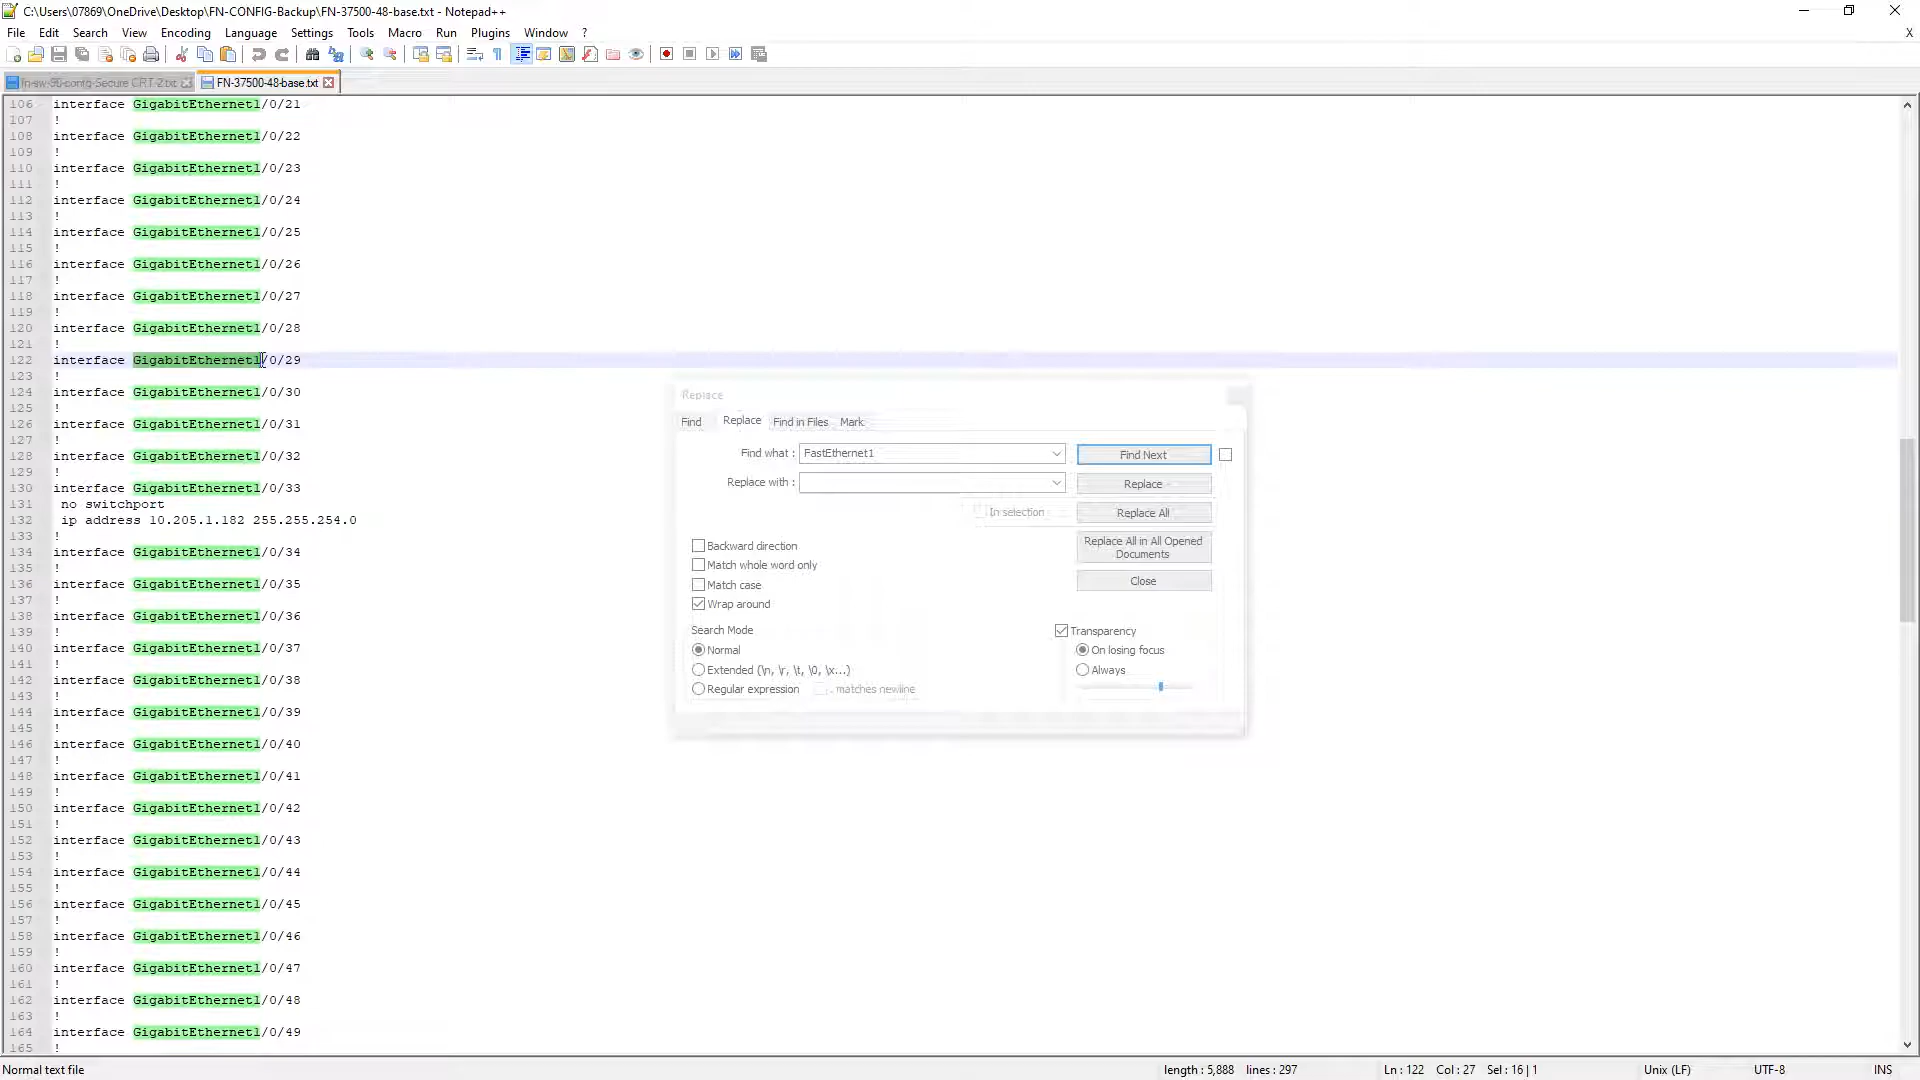 C:\Users\07869\OneDrive\Desktop\FN-CONFIG-Backup\FN-37500-48-base.txt - Notepad++
File Edit Search View Encoding Language Settings Tools Macro Run Plugins Window ? X
fn-sw-50-config-Secure CRT-2.txt FN-37500-48-base.txt
106 interface GigabitEthernet1/0/21
107 !
108 interface GigabitEthernet1/0/22
109 !
110 interface GigabitEthernet1/0/23
111 !
112 interface GigabitEthernet1/0/24
113 !
114 interface GigabitEthernet1/0/25
115 !
116 interface GigabitEthernet1/0/26
117 !
118 interface GigabitEthernet1/0/27
119 !
120 interface GigabitEthernet1/0/28
121 !
122 interface GigabitEthernet1/0/29
123 !
124 interface GigabitEthernet1/0/30
125 !
126 interface GigabitEthernet1/0/31
127 !
128 interface GigabitEthernet1/0/32
129 !
130 interface GigabitEthernet1/0/33
131 no switchport
132 ip address 10.205.1.182 255.255.254.0
133 !
134 interface GigabitEthernet1/0/34
135 !
136 interface GigabitEthernet1/0/35
137 !
138 interface GigabitEthernet1/0/36
139 !
140 interface GigabitEthernet1/0/37
141 !
142 interface GigabitEthernet1/0/38
143 !
144 interface GigabitEthernet1/0/39
145 !
146 interface GigabitEthernet1/0/40
147 !
148 interface GigabitEthernet1/0/41
149 !
150 interface GigabitEthernet1/0/42
151 !
152 interface GigabitEthernet1/0/43
153 !
154 interface GigabitEthernet1/0/44
155 !
156 interface GigabitEthernet1/0/45
157 !
158 interface GigabitEthernet1/0/46
159 !
160 interface GigabitEthernet1/0/47
161 !
162 interface GigabitEthernet1/0/48
163 !
164 interface GigabitEthernet1/0/49
165 !
Replace
Find Replace Find in Files Mark
Find what : FastEthernet1 Find Next
Replace with : Replace
In selection Replace All
Replace All in All Opened
Documents
Close
Backward direction
Match whole word only
Match case
Wrap around
Search Mode
Normal
Extended (\n, \r, \t, \0, \x...)
Regular expression . matches newline
Transparency
On losing focus
Always
Normal text file length : 5,888 lines : 297 Ln : 122 Col : 27 Sel : 16 | 1 Unix (LF) UTF-8 INS